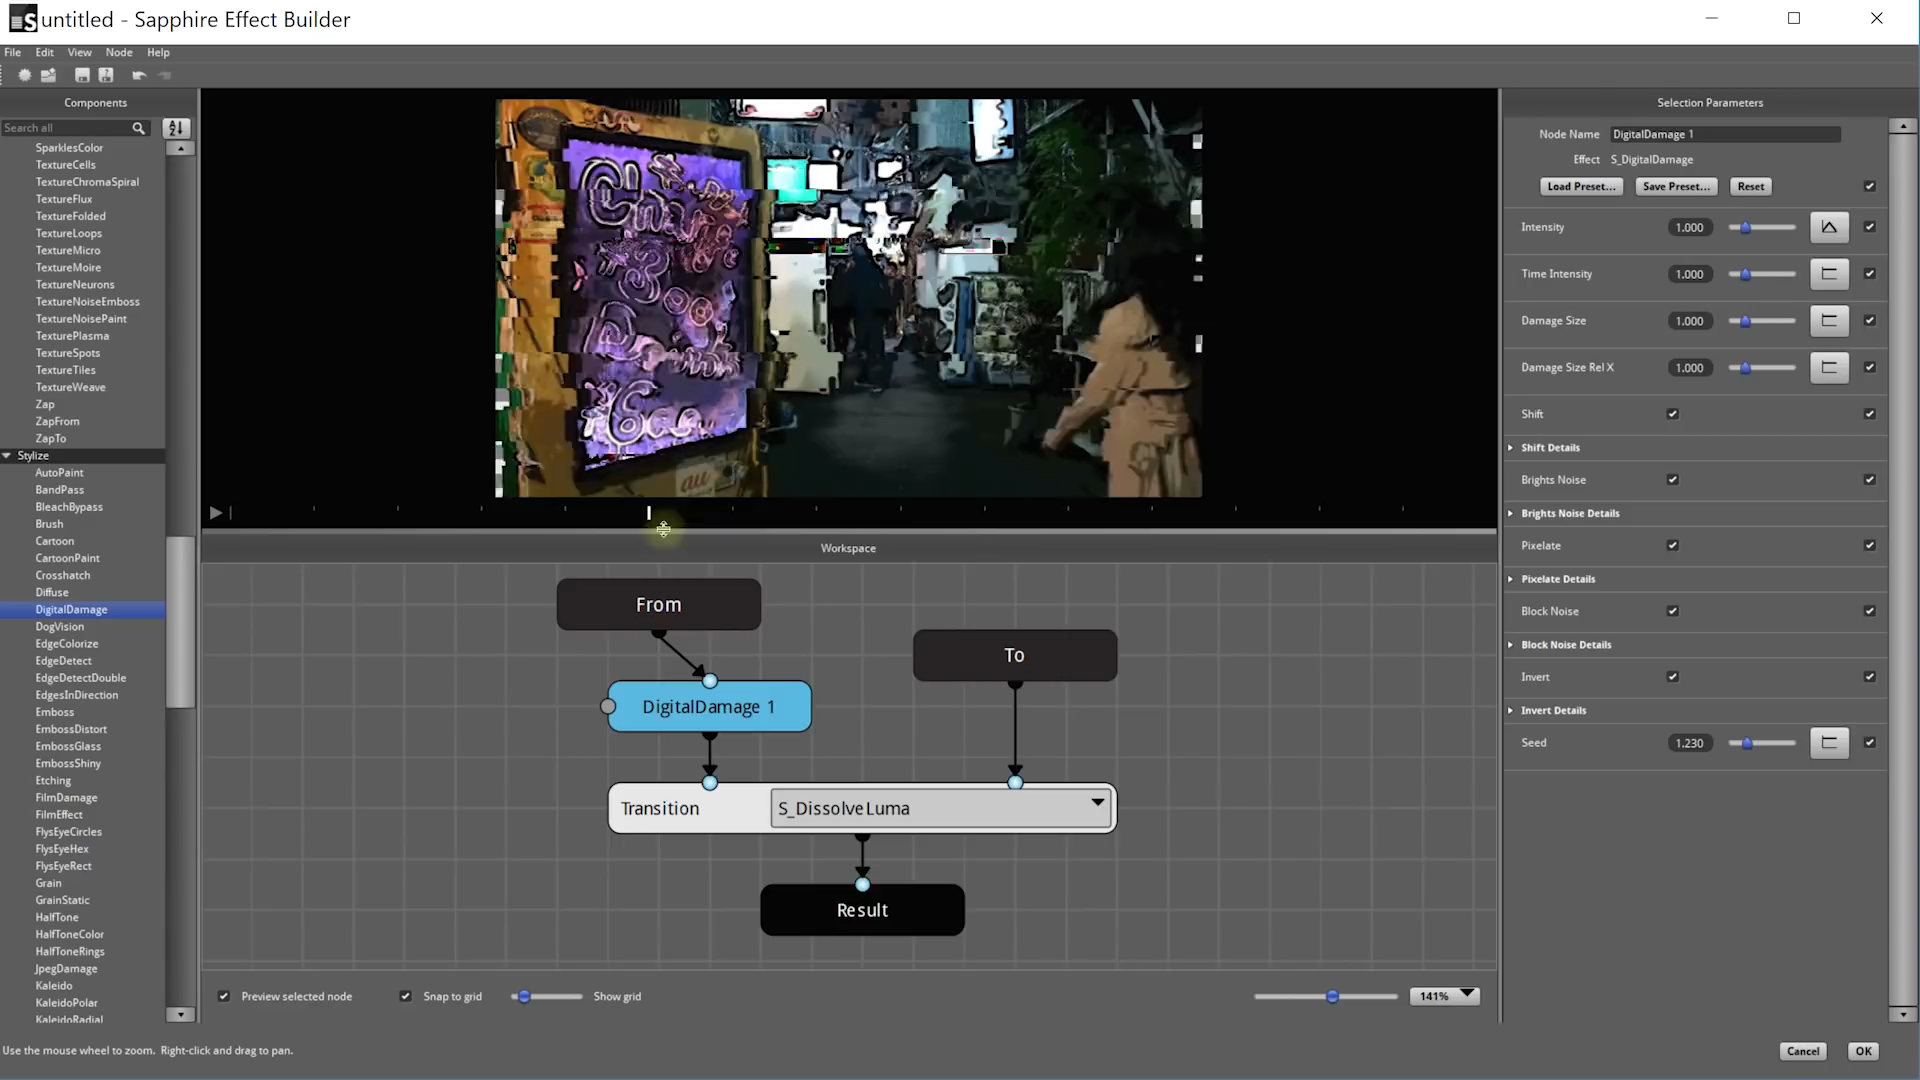 untitled - Sapphire Effect Builder
File Edit View Node Help
Components
Search all
SparklesColor
TextureCells
TextureChromaSpiral
TextureFlux
TextureFolded
TextureLoops
TextureMicro
TextureMoire
TextureNeurons
TextureNoiseEmboss
TextureNoisePaint
TexturePlasma
TextureSpots
TextureTiles
TextureWeave
Zap
ZapFrom
ZapTo
Stylize
AutoPaint
BandPass
BleachBypass
Brush
Cartoon
CartoonPaint
Crosshatch
Diffuse
DigitalDamage
DogVision
EdgeColorize
EdgeDetect
EdgeDetectDouble
EdgesInDirection
Emboss
EmbossDistort
EmbossGlass
EmbossShiny
Etching
FilmDamage
FilmEffect
FlysEyeCircles
FlysEyeHex
FlysEyeRect
Grain
GrainStatic
HalfTone
HalfToneColor
HalfToneRings
JpegDamage
Kaleido
KaleidoPolar
KaleidoRadial
au
Workspace
From
To
DigitalDamage 1
Transition S_DissolveLuma
Result
Preview selected node Snap to grid Show grid 141%
Use the mouse wheel to zoom. Right-click and drag to pan.
Selection Parameters
Node Name DigitalDamage 1
Effect S_DigitalDamage
Load Preset... Save Preset... Reset
Intensity 1.000
Time Intensity 1.000
Damage Size 1.000
Damage Size Rel X 1.000
Shift
Shift Details
Brights Noise
Brights Noise Details
Pixelate
Pixelate Details
Block Noise
Block Noise Details
Invert
Invert Details
Seed 1.230
Cancel OK